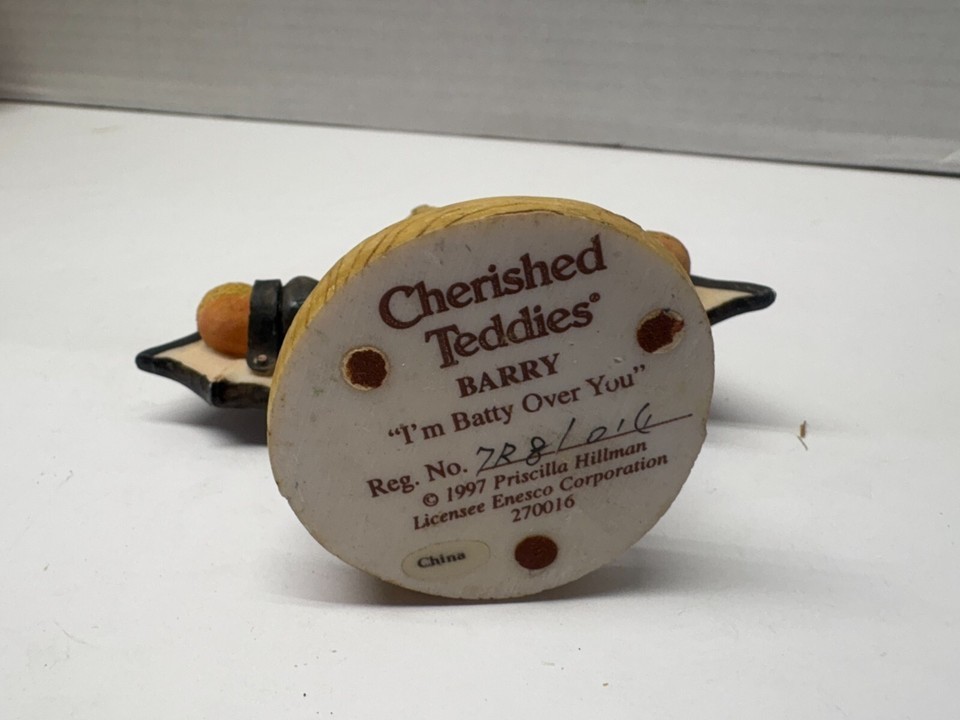 Cherished
Teddies®
BARRY
“I'm Batty Over You”
Reg. No. 7R8/016
© 1997 Priscilla Hillman
Licensee Enesco Corporation
270016
China